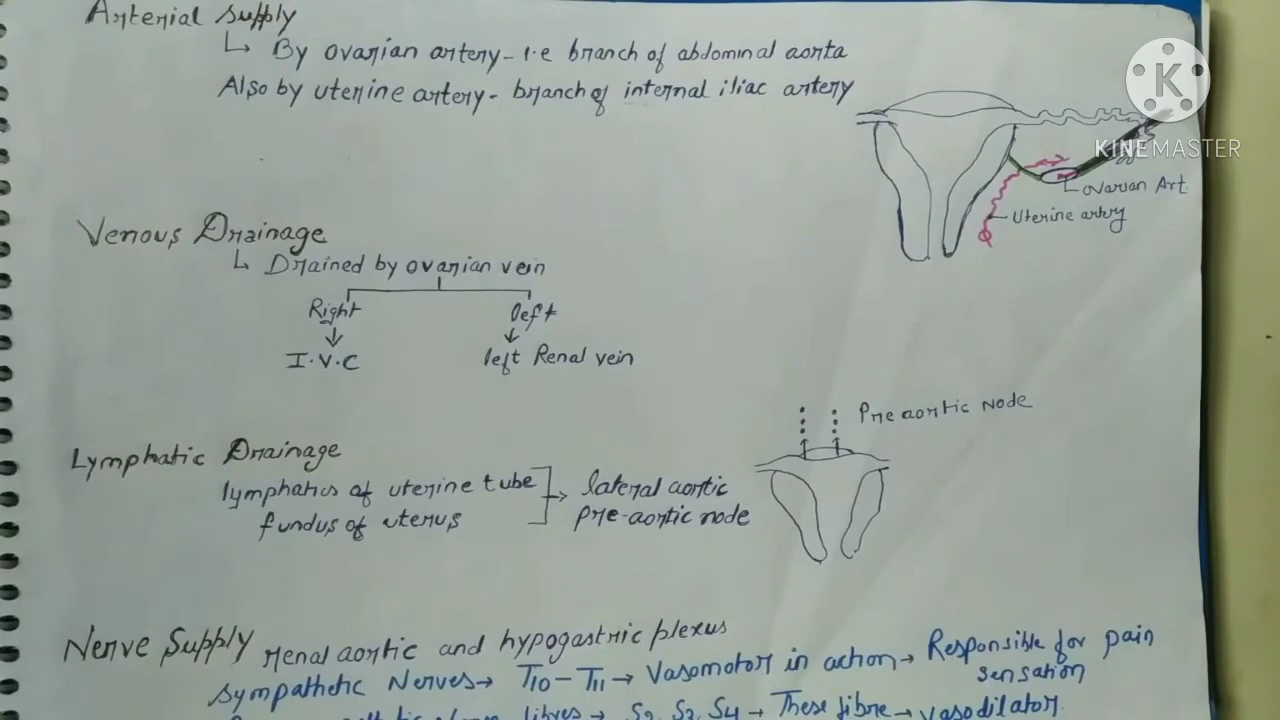 Arterial Supply
↳ By ovarian artery - i.e branch of abdominal aorta
Also by uterine artery - branch of internal iliac artery
K
KINEMASTER
Ovarian Art.
Uterine artery
Venous Drainage
↳ Drained by ovarian vein
Right left
↓ ↓
I.V.C left Renal vein
Pre aortic Node
Lymphatic Drainage
lymphatics of uterine tube → lateral aortic
fundus of uterus pre-aortic node
Nerve Supply renal aortic and hypogastric plexus
Sympathetic Nerves → T10 - T11 → Vasomotor in action → Responsible for pain
sensation
fibres → S2, S3, S4 → These fibre → vasodilator